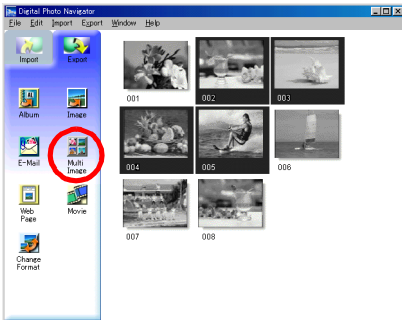 Digital Photo Navigator
File Edit Import Export Window Help
Import Export
001 002 003
Album Image
E-Mail Multi Image
004 005 006
Web Page Movie
007 008
Change Format